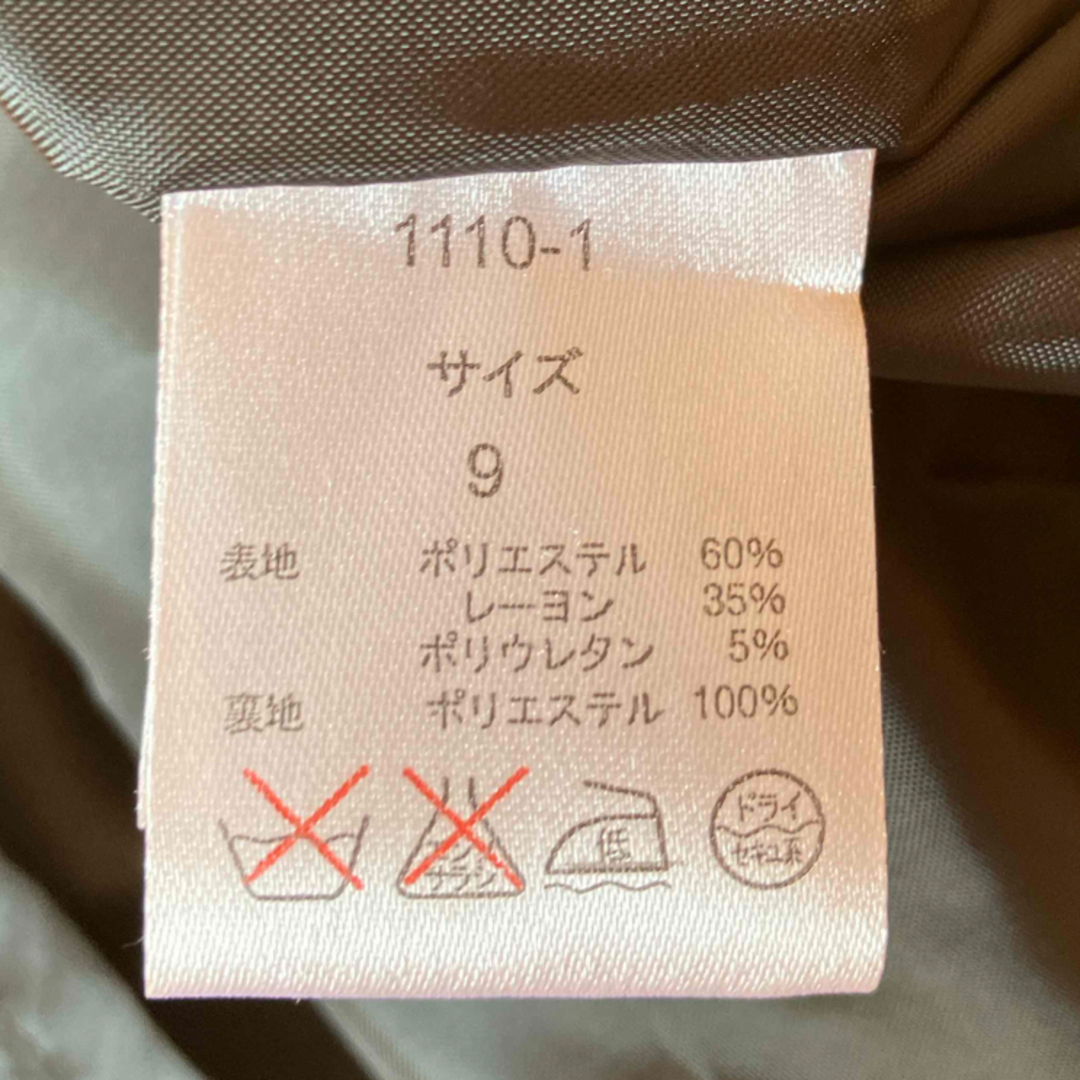 1110-1
サイズ
9
表地 ポリエステル 60%
レーヨン 35%
ポリウレタン 5%
裏地 ポリエステル 100%
エンソ
サラシ
低
ドライ
セキユ系